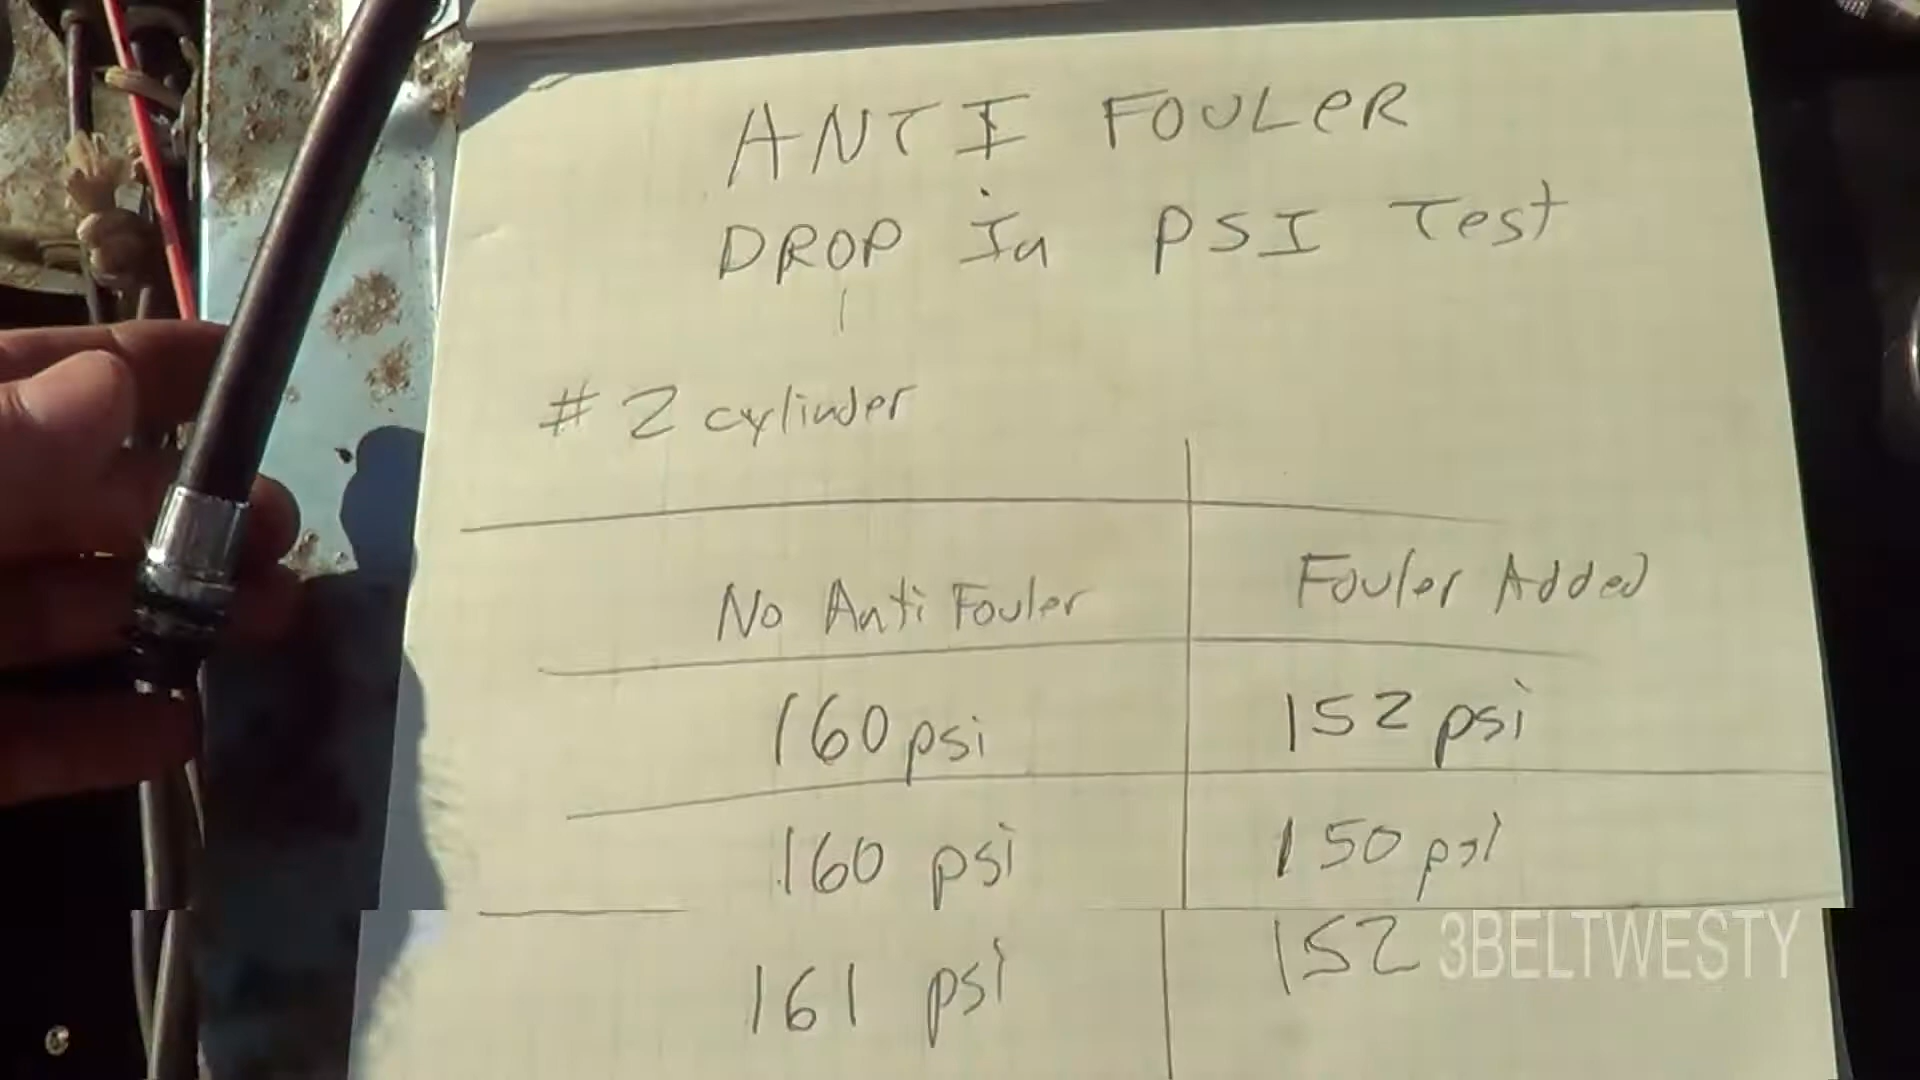 ANTI FOULER
DROP In PSI Test
# 2 cylinder
No Anti Fouler Fouler Added
160 psi 152 psi
160 psi 150 psi
161 psi 152
3BELTWESTY